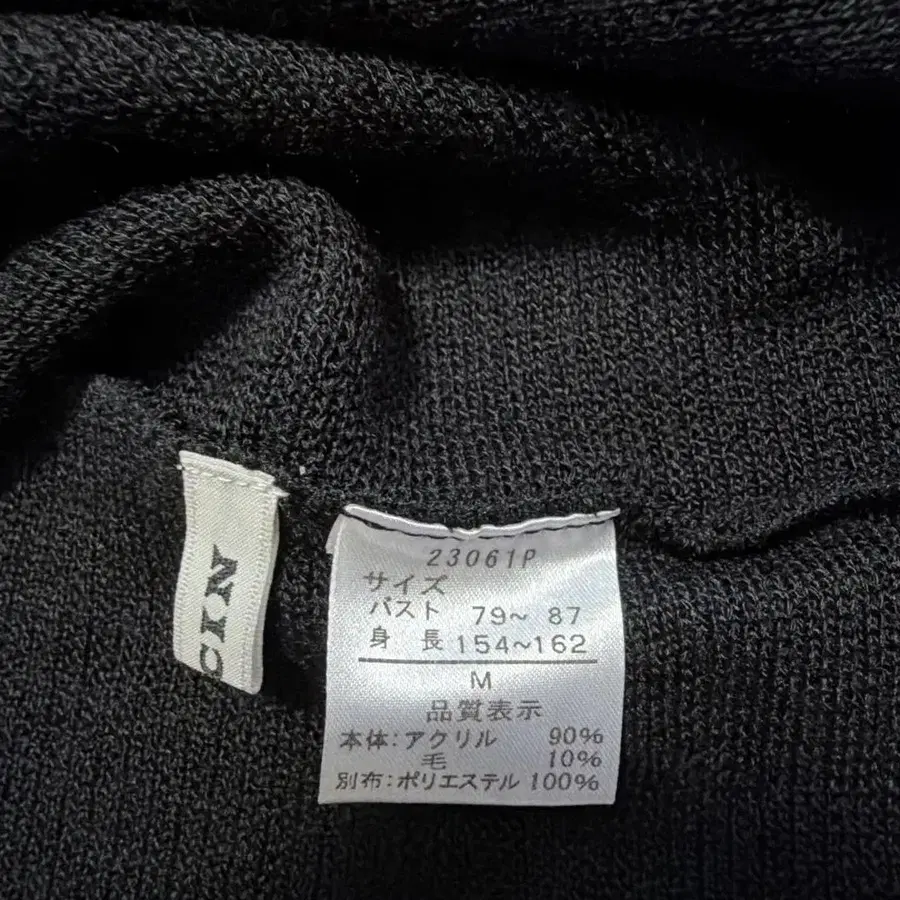 CIN
23061P
サイズ
バスト 79～ 87
身 長 154～162
M
品質表示
本体: アクリル 90%
毛 10%
別布: ポリエステル 100%